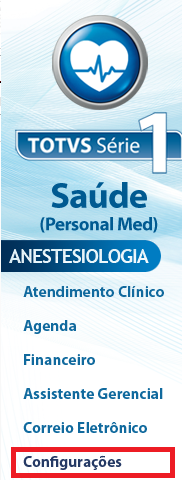 TOTVS Série 1
Saúde
(Personal Med)
ANESTESIOLOGIA
Atendimento Clínico
Agenda
Financeiro
Assistente Gerencial
Correio Eletrônico
Configurações